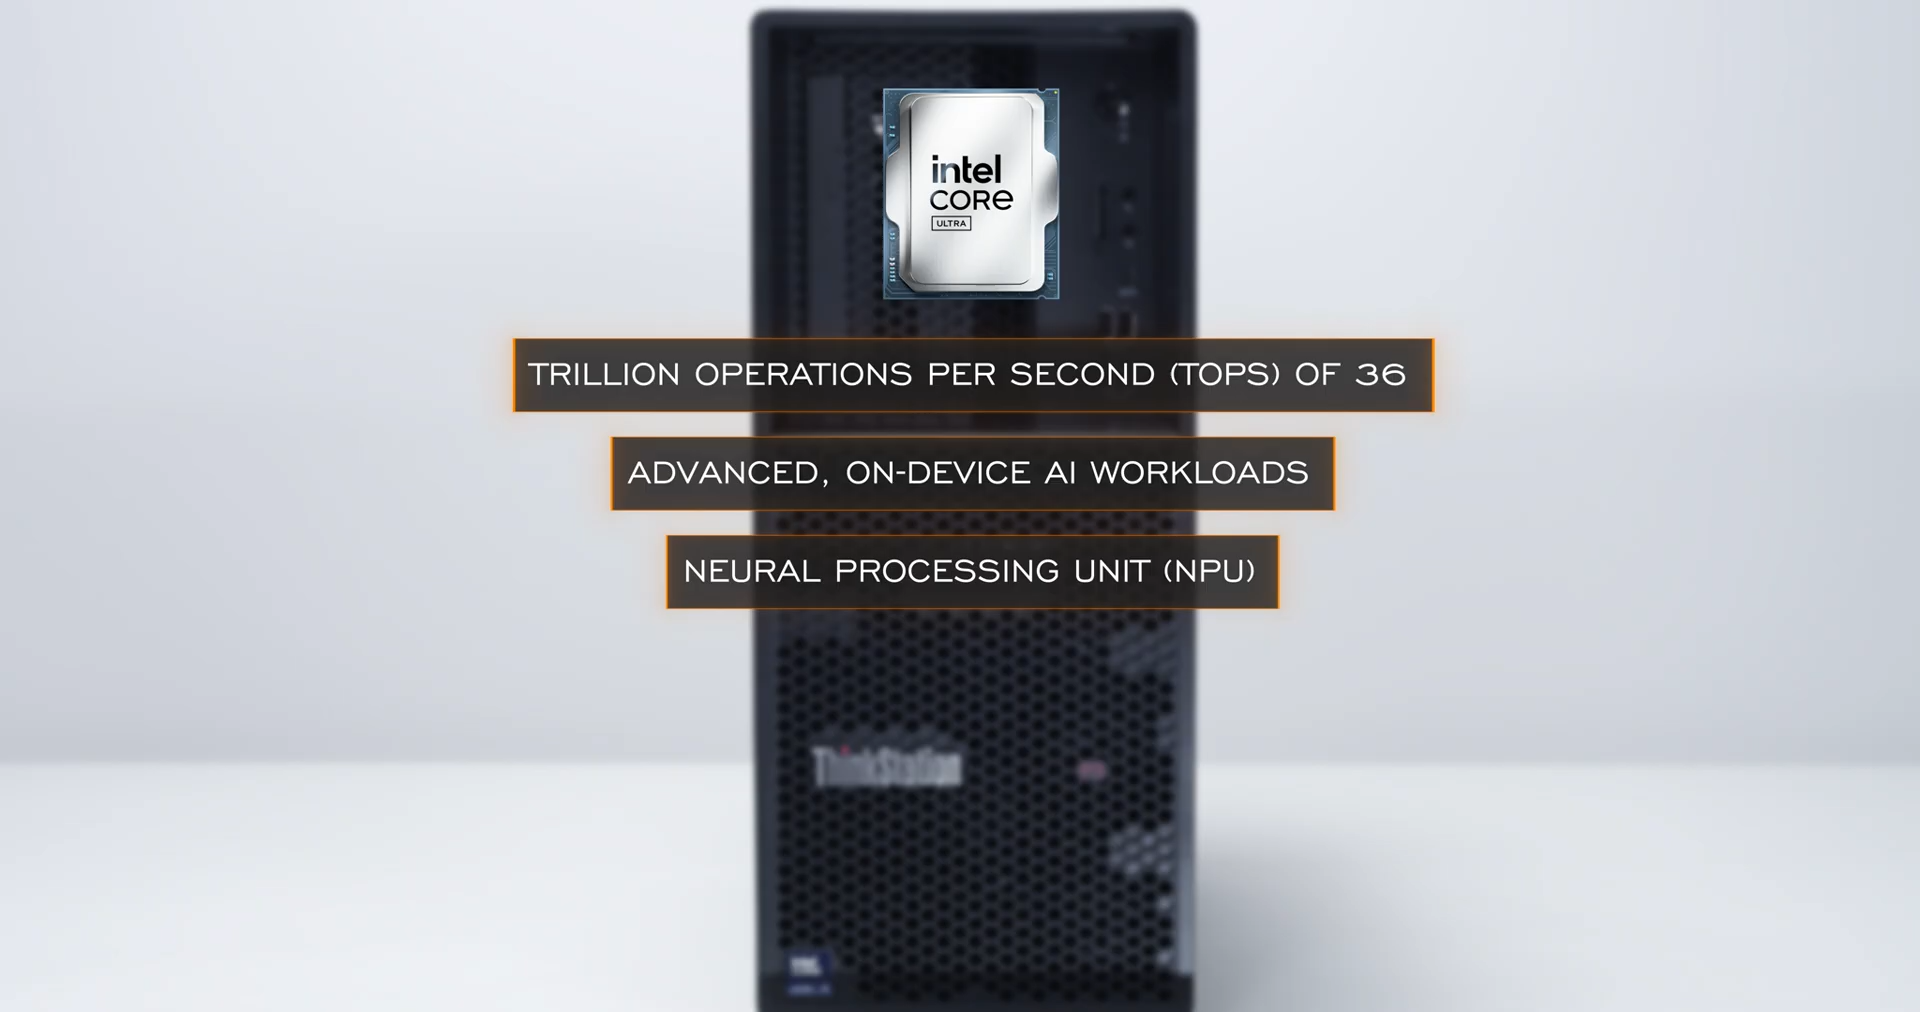 intel
CORE
ULTRA
TRILLION OPERATIONS PER SECOND (TOPS) OF 36
ADVANCED, ON-DEVICE AI WORKLOADS
NEURAL PROCESSING UNIT (NPU)
ThinkStation